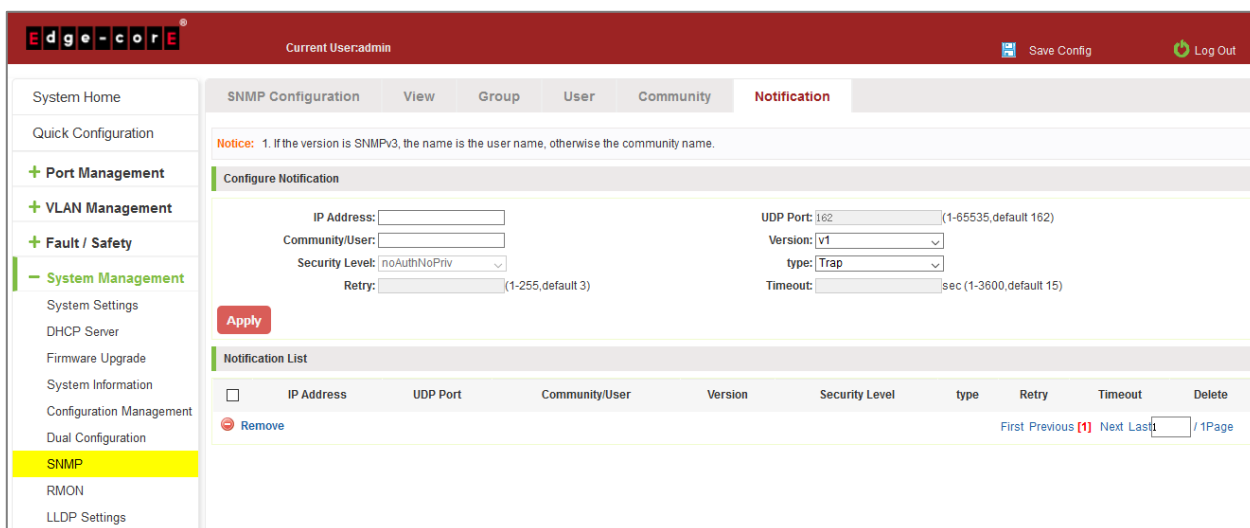 Edge-corE®
Current User:admin
Save Config
Log Out
System Home
Quick Configuration
+ Port Management
+ VLAN Management
+ Fault / Safety
− System Management
System Settings
DHCP Server
Firmware Upgrade
System Information
Configuration Management
Dual Configuration
SNMP
RMON
LLDP Settings
SNMP Configuration View Group User Community Notification
Notice: 1. If the version is SNMPv3, the name is the user name, otherwise the community name.
Configure Notification
IP Address: UDP Port: 162 (1-65535,default 162)
Community/User: Version: v1
Security Level: noAuthNoPriv type: Trap
Retry: (1-255,default 3) Timeout: sec (1-3600,default 15)
Apply
Notification List
IP Address UDP Port Community/User Version Security Level type Retry Timeout Delete
Remove First Previous [1] Next Last 1 / 1Page